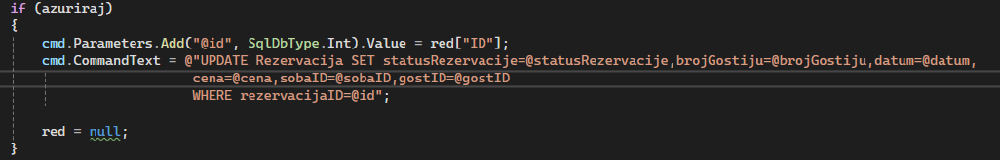 if (azuriraj)
{
cmd.Parameters.Add("@id", SqlDbType.Int).Value = red["ID"];
cmd.CommandText = @"UPDATE Rezervacija SET statusRezervacije=@statusRezervacije,brojGostiju=@brojGostiju,datum=@datum,
cena=@cena,sobaID=@sobaID,gostID=@gostID
WHERE rezervacijaID=@id";
red = null;
}